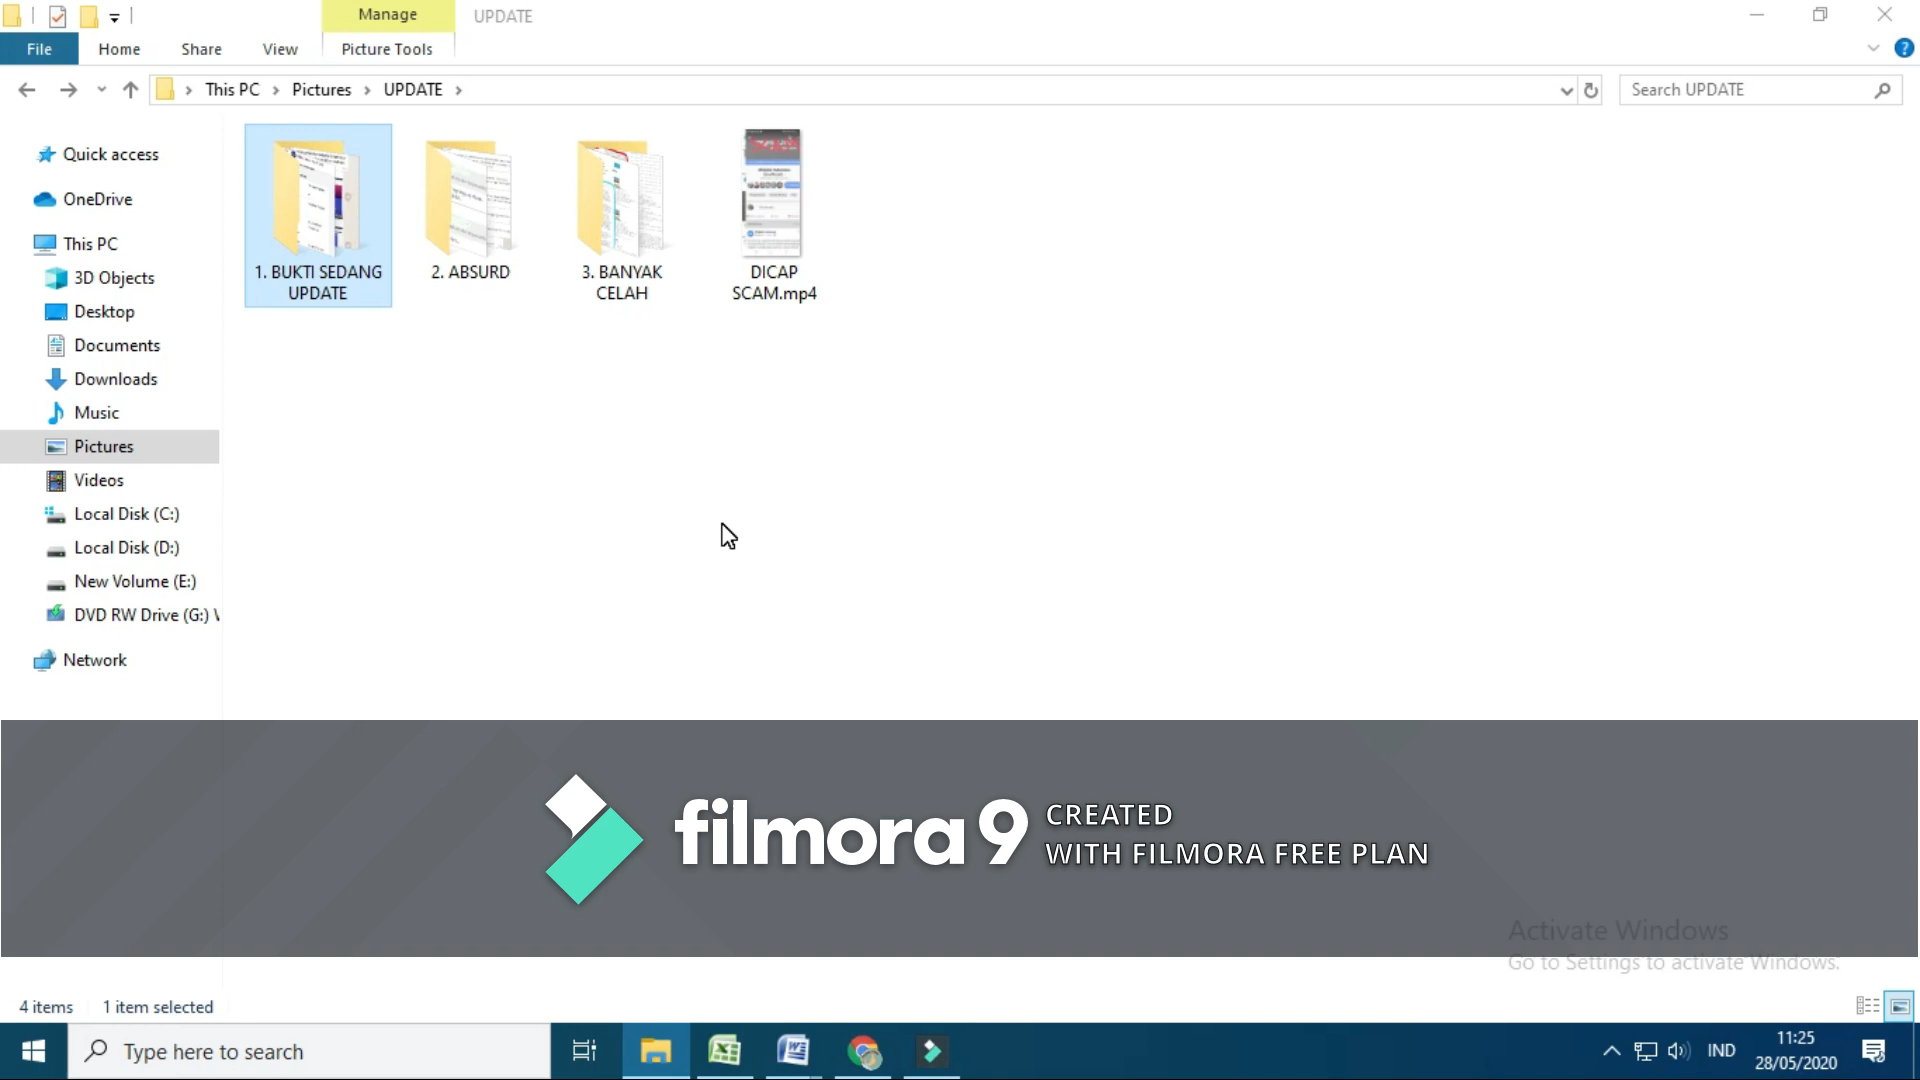 Manage
UPDATE
File
Home
Share
View
Picture Tools
This PC
Pictures
UPDATE
Search UPDATE
Quick access
OneDrive
This PC
3D Objects
Desktop
Documents
Downloads
Music
Pictures
Videos
Local Disk (C:)
Local Disk (D:)
New Volume (E:)
DVD RW Drive (G:)
Network
1. BUKTI SEDANG
UPDATE
2. ABSURD
3. BANYAK
CELAH
DICAP
SCAM.mp4
filmora9
CREATED
WITH FILMORA FREE PLAN
Activate Windows
Go to Settings to activate Windows.
4 items
1 item selected
Type here to search
IND
11:25
28/05/2020